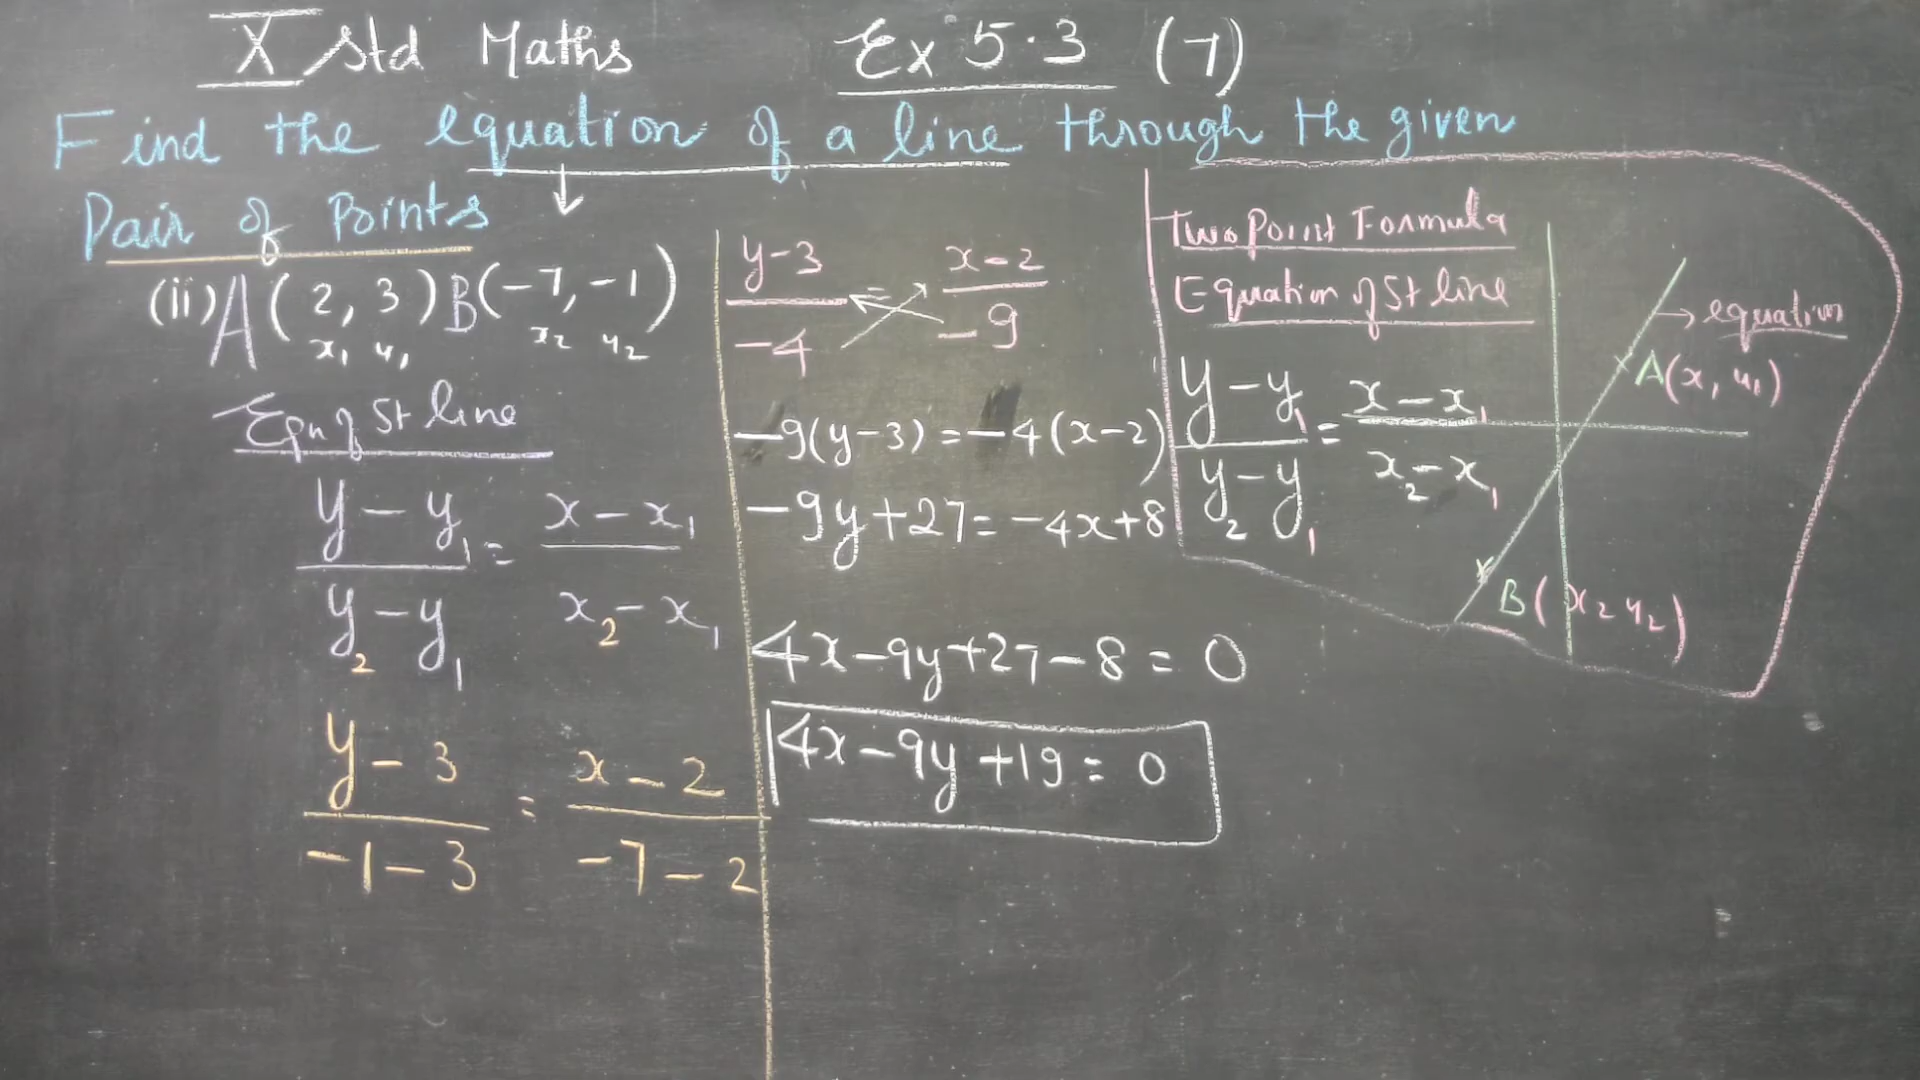 X Std Maths Ex 5.3 (7)
Find the equation of a line through the given
Pair of Points
(ii) A(2, 3) B(-7, -1)
x₁ y₁ x₂ y₂
Eqn of St line
y - y₁ / y₂ - y₁ = x - x₁ / x₂ - x₁
y - 3 / -1 - 3 = x - 2 / -7 - 2
y-3 / -4 = x-2 / -9
-9(y-3) = -4(x-2)
-9y+27 = -4x+8
4x-9y+27-8 = 0
4x-9y+19 = 0
Two Point Formula
Equation of St line
y - y₁ / y₂ - y₁ = x - x₁ / x₂ - x₁
→ equation
A(x, y₁)
B(x₂ y₂)